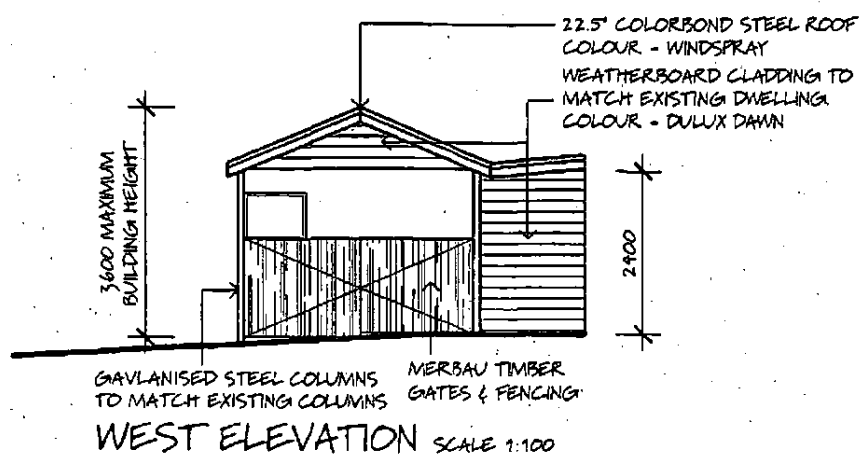 22.5° COLORBOND STEEL ROOF
COLOUR - WINDSPRAY
WEATHERBOARD CLADDING TO
MATCH EXISTING DWELLING.
COLOUR - DULUX DAWN
3600 MAXIMUM
BUILDING HEIGHT
2400
GAVLANISED STEEL COLUMNS
TO MATCH EXISTING COLUMNS
MERBAU TIMBER
GATES & FENCING
WEST ELEVATION SCALE 1:100